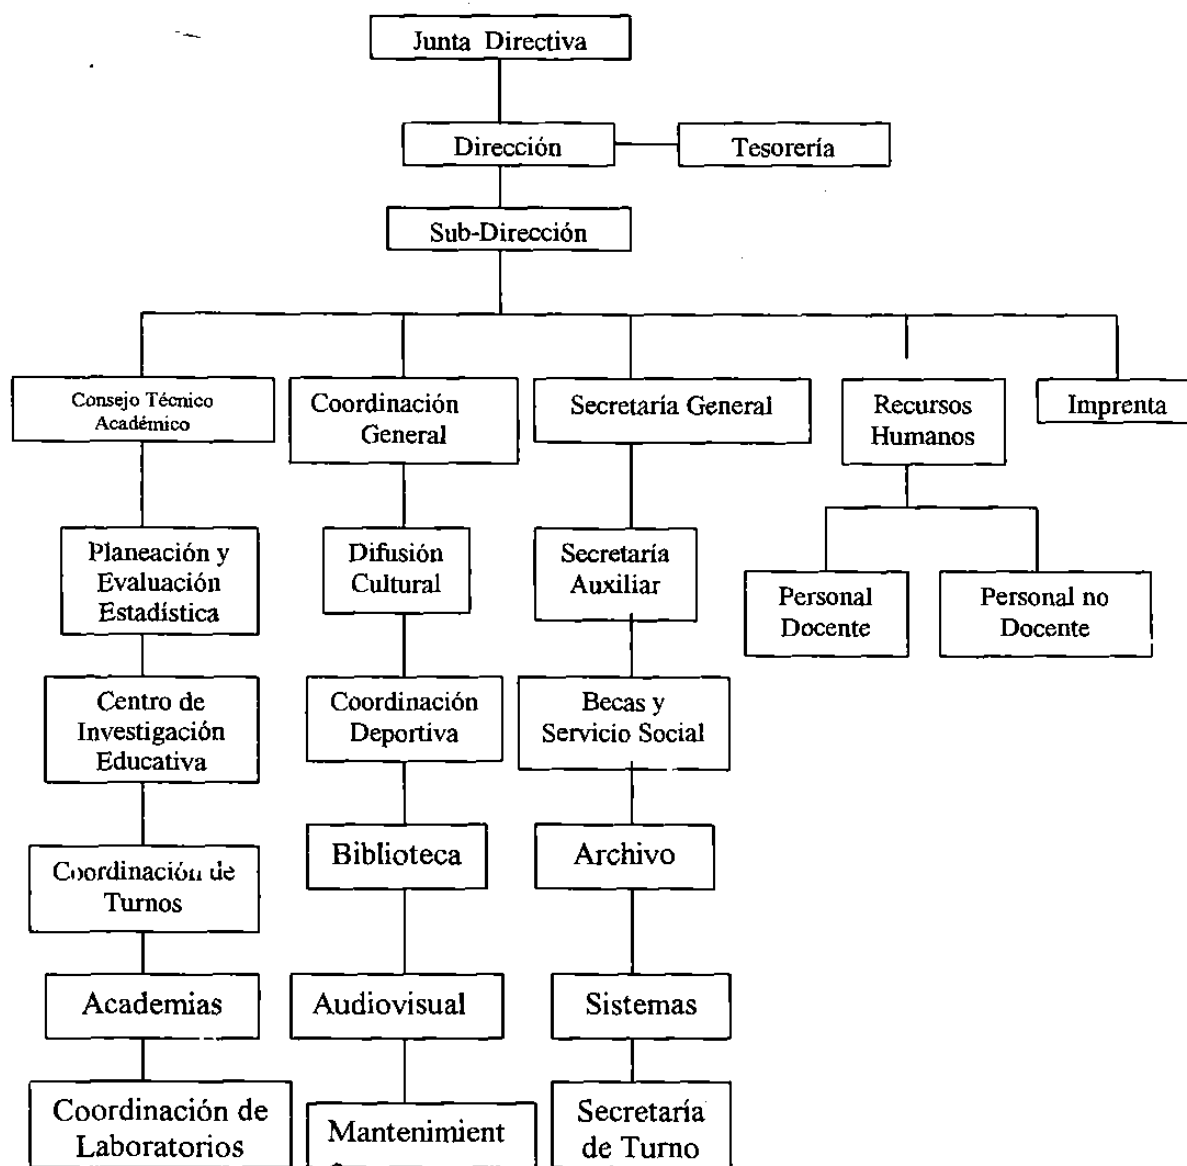 Junta Directiva
Dirección
Tesorería
Sub-Dirección
Consejo Técnico
Académico
Coordinación
General
Secretaría General
Recursos
Humanos
Imprenta
Planeación y
Evaluación
Estadística
Difusión
Cultural
Secretaría
Auxiliar
Personal
Docente
Personal no
Docente
Centro de
Investigación
Educativa
Coordinación
Deportiva
Becas y
Servicio Social
Coordinación de
Turnos
Biblioteca
Archivo
Academias
Audiovisual
Sistemas
Coordinación de
Laboratorios
Mantenimient
Secretaría
de Turno